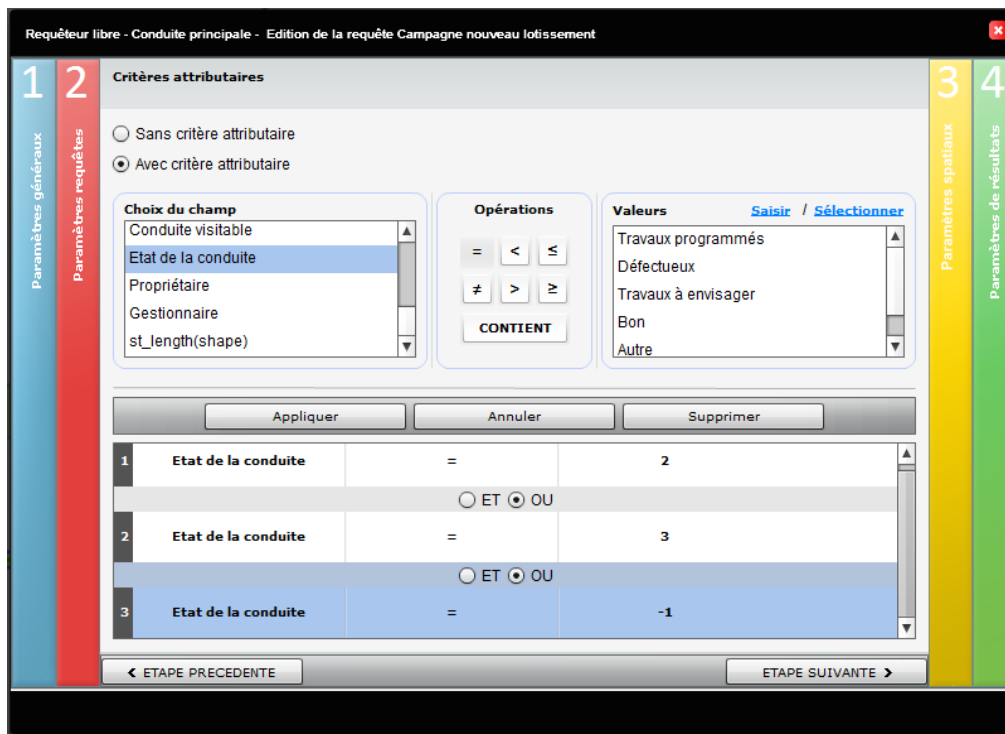 Requêteur libre - Conduite principale - Edition de la requête Campagne nouveau lotissement
1
Paramètres généraux
2
Paramètres requêtes
Critères attributaires
Sans critère attributaire
Avec critère attributaire
Choix du champ
Conduite visitable
Etat de la conduite
Propriétaire
Gestionnaire
st_length(shape)
Opérations
= < ≤
≠ > ≥
CONTIENT
Valeurs Saisir / Sélectionner
Travaux programmés
Défectueux
Travaux à envisager
Bon
Autre
Appliquer Annuler Supprimer
1 Etat de la conduite = 2
ET OU
2 Etat de la conduite = 3
ET OU
3 Etat de la conduite = -1
< ETAPE PRECEDENTE ETAPE SUIVANTE >
3
Paramètres spatiaux
4
Paramètres de résultats